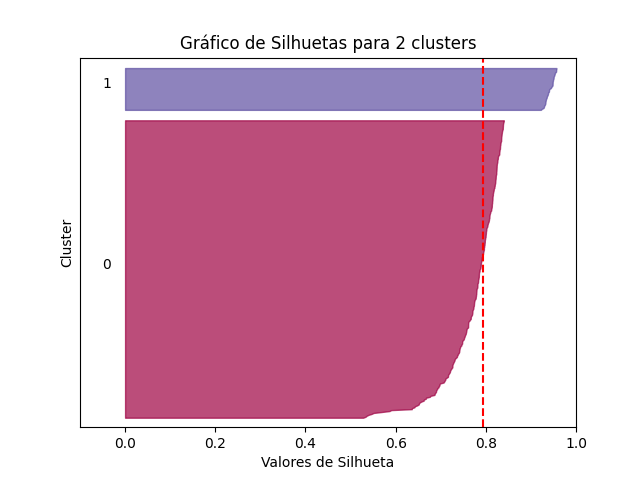 Gráfico de Silhuetas para 2 clusters
1
0
Cluster
0.0 0.2 0.4 0.6 0.8 1.0
Valores de Silhueta